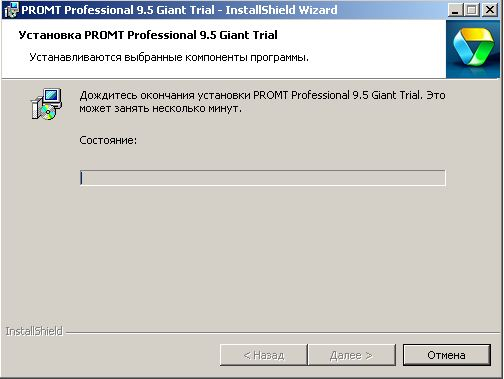 PROMT Professional 9.5 Giant Trial - InstallShield Wizard
Установка PROMT Professional 9.5 Giant Trial
Устанавливаются выбранные компоненты программы.
Дождитесь окончания установки PROMT Professional 9.5 Giant Trial. Это
может занять несколько минут.
Состояние:
InstallShield
< Назад Далее > Отмена